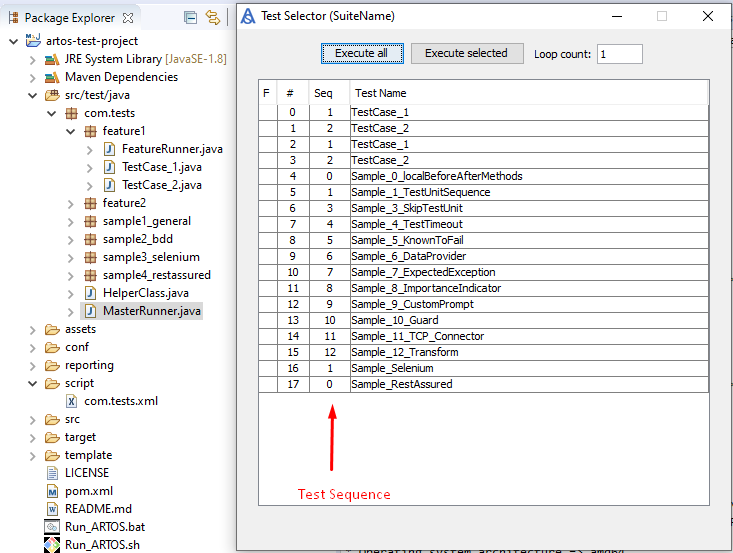 Package Explorer
artos-test-project
JRE System Library [JavaSE-1.8]
Maven Dependencies
src/test/java
com.tests
feature1
FeatureRunner.java
TestCase_1.java
TestCase_2.java
feature2
sample1_general
sample2_bdd
sample3_selenium
sample4_restassured
HelperClass.java
MasterRunner.java
assets
conf
reporting
script
com.tests.xml
src
target
template
LICENSE
pom.xml
README.md
Run_ARTOS.bat
Run_ARTOS.sh
Test Selector (SuiteName)
Execute all Execute selected Loop count: 1
F # Seq Test Name
0 1 TestCase_1
1 2 TestCase_2
2 1 TestCase_1
3 2 TestCase_2
4 0 Sample_0_localBeforeAfterMethods
5 1 Sample_1_TestUnitSequence
6 3 Sample_3_SkipTestUnit
7 4 Sample_4_TestTimeout
8 5 Sample_5_KnownToFail
9 6 Sample_6_DataProvider
10 7 Sample_7_ExpectedException
11 8 Sample_8_ImportanceIndicator
12 9 Sample_9_CustomPrompt
13 10 Sample_10_Guard
14 11 Sample_11_TCP_Connector
15 12 Sample_12_Transform
16 1 Sample_Selenium
17 0 Sample_RestAssured
Test Sequence